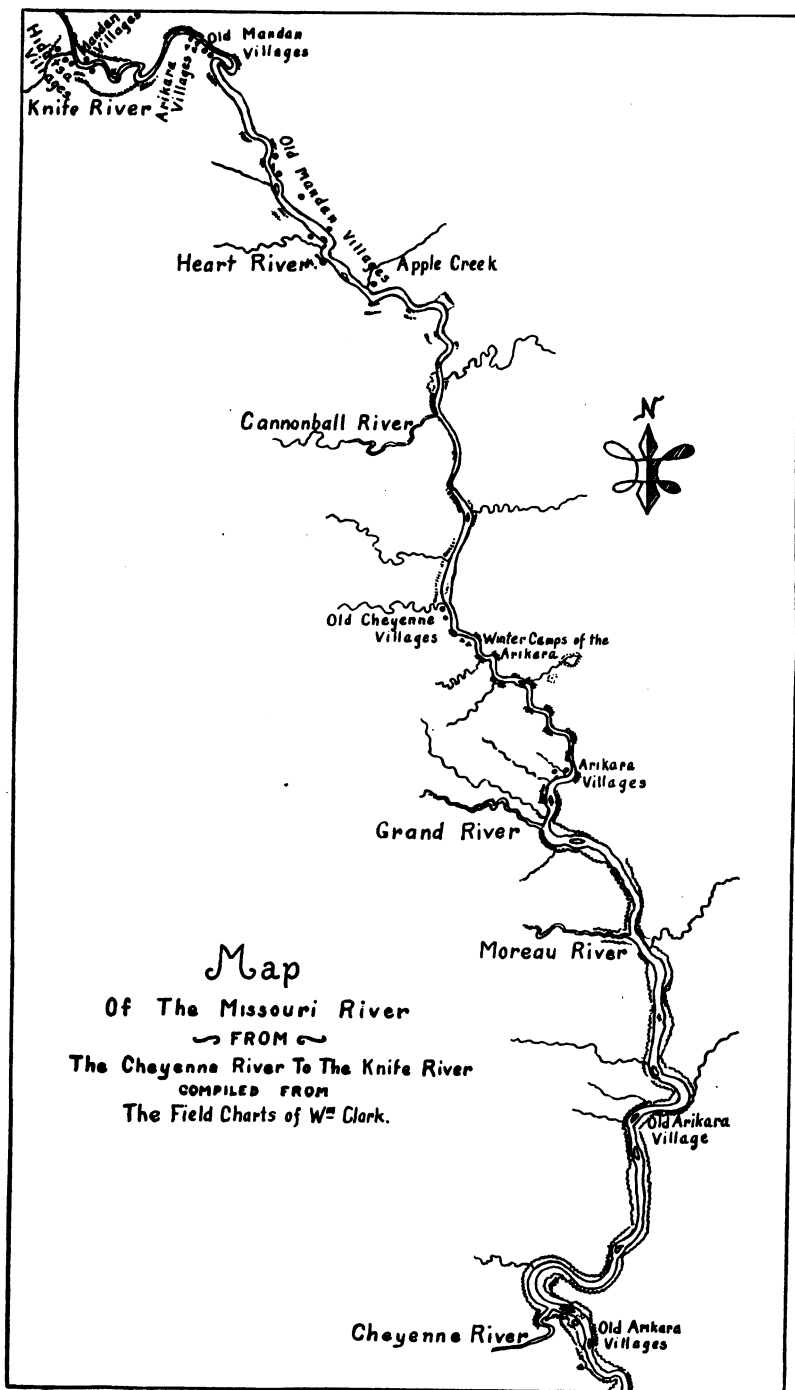 Hidatsa
Villages
Mandan
Villages
Old Mandan
Villages
Arikara
Villages
Knife River
Old Mandan Villages
Heart River
Apple Creek
Cannonball River
N
Old Cheyenne
Villages
Winter Camps of the
Arikara
Arikara
Villages
Grand River
Moreau River
Map
Of The Missouri River
FROM
The Cheyenne River To The Knife River
COMPILED FROM
The Field Charts of Wm Clark.
Old Arikara
Village
Cheyenne River
Old Arikara
Villages